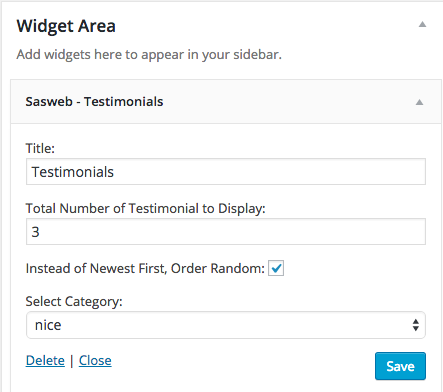 Widget Area
Add widgets here to appear in your sidebar.
Sasweb - Testimonials
Title:
Testimonials
Total Number of Testimonial to Display:
3
Instead of Newest First, Order Random:
Select Category:
nice
Delete | Close
Save